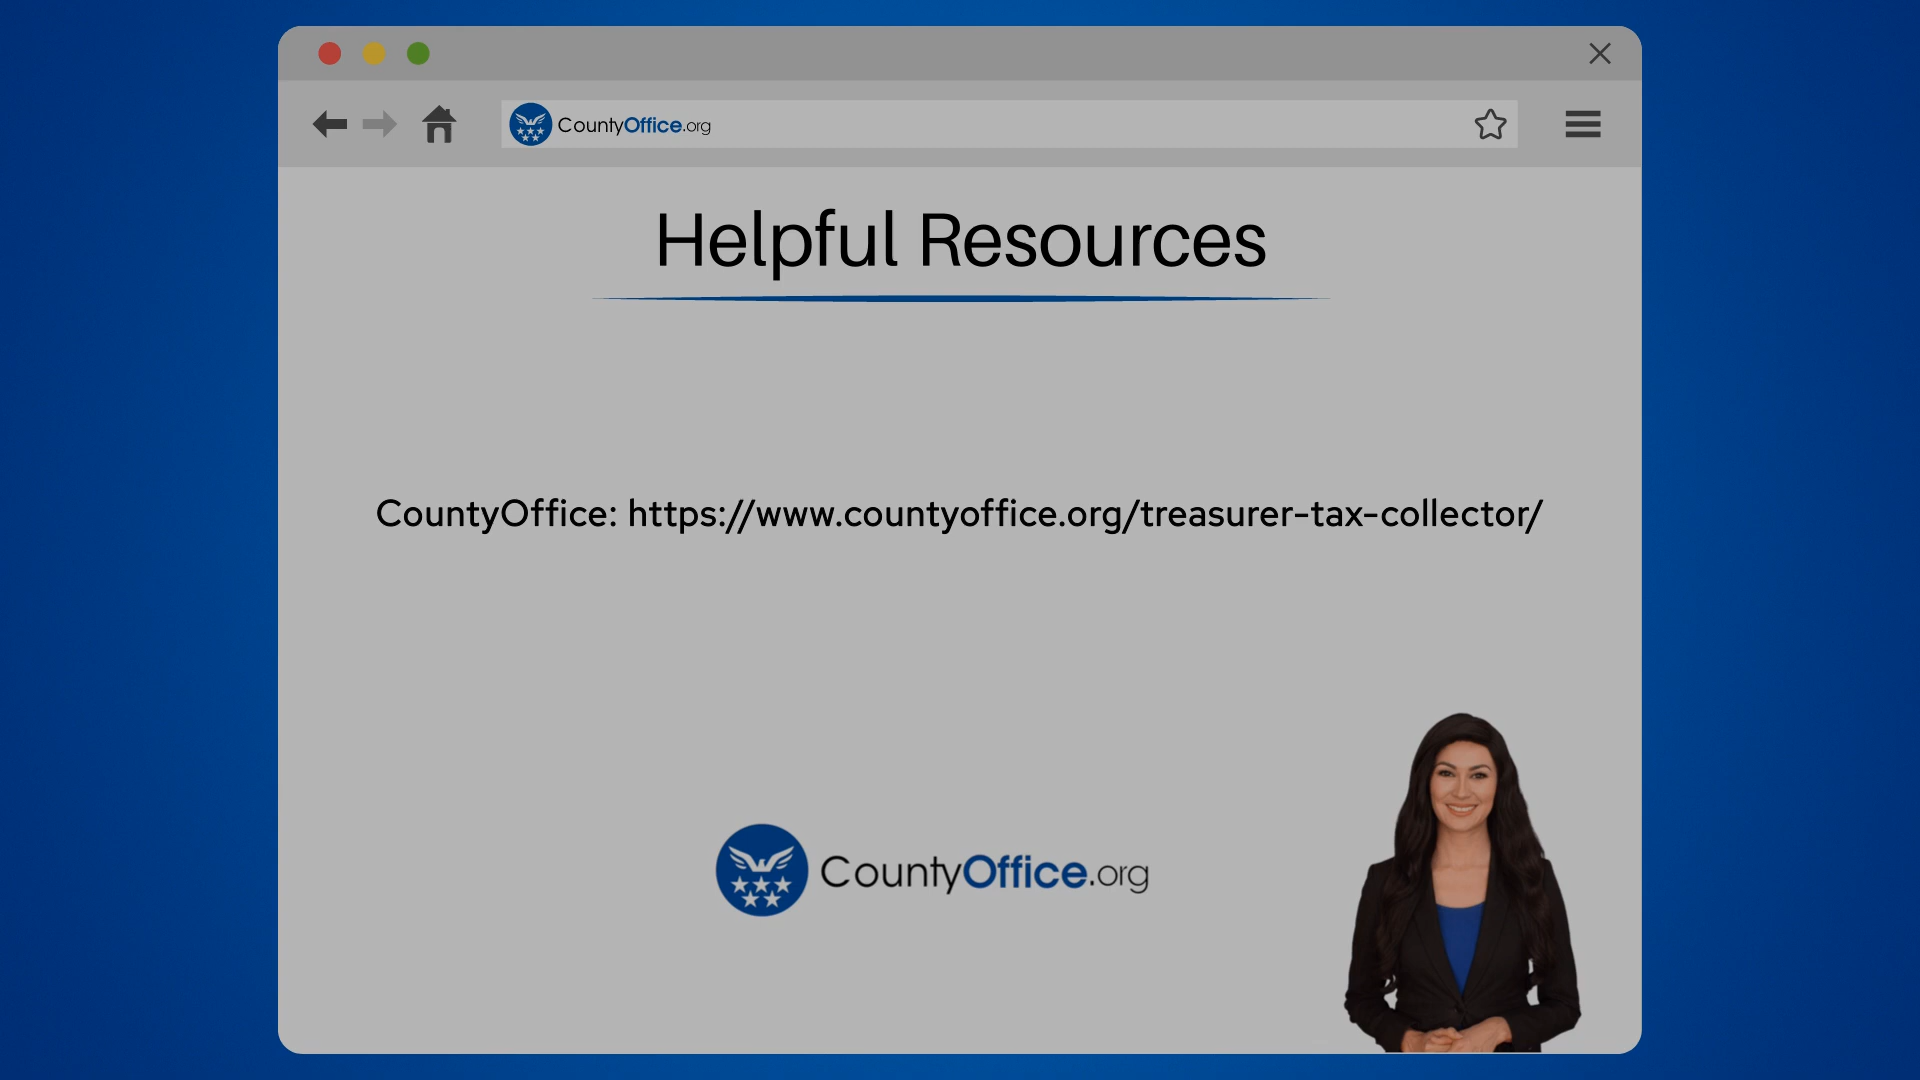 CountyOffice.org
Helpful Resources
CountyOffice: https://www.countyoffice.org/treasurer-tax-collector/
CountyOffice.org